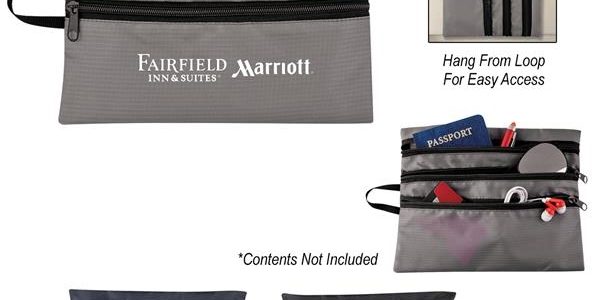 FAIRFIELD Marriott®
INN & SUITES®
Hang From Loop
For Easy Access
PASSPORT
*Contents Not Included